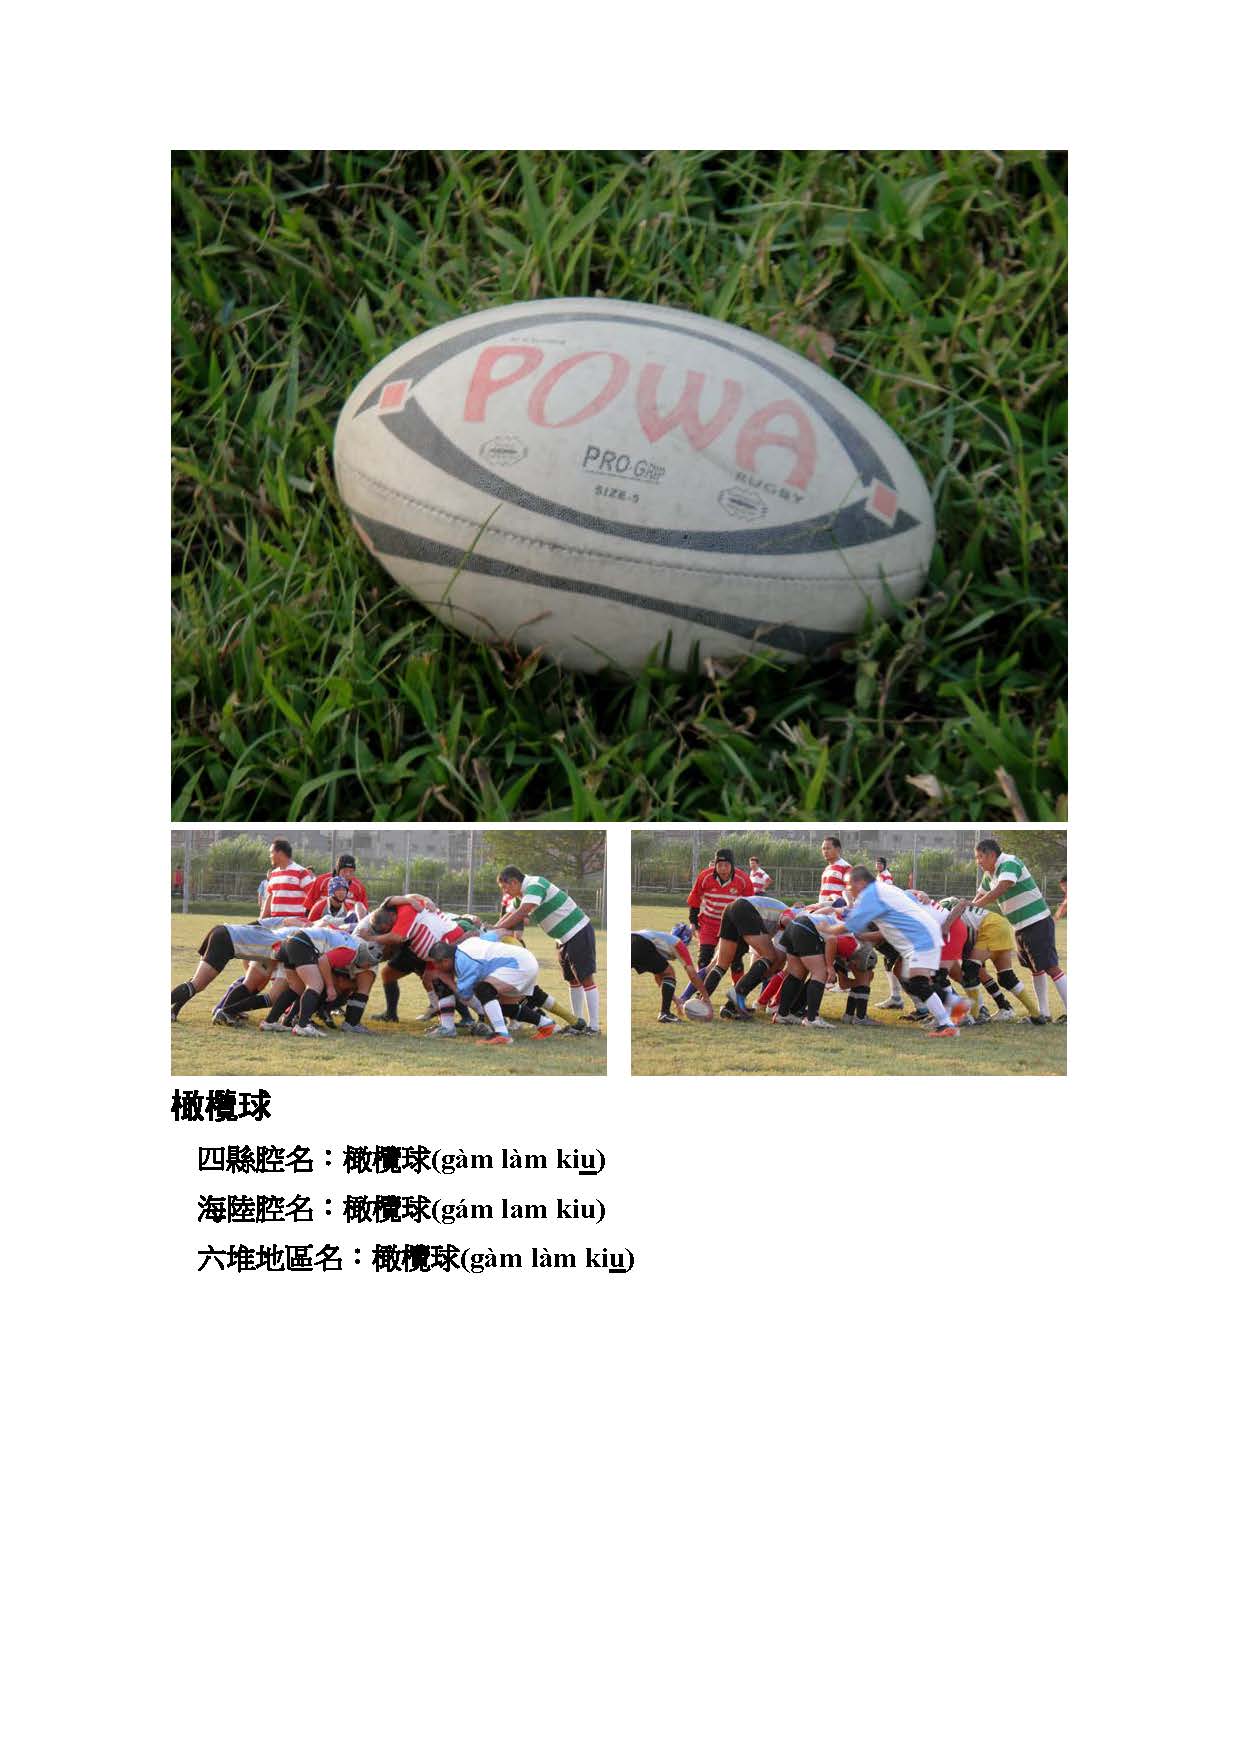 POWA
PRO-GRIP
RUGBY
SIZE-5
橄欖球
四縣腔名：橄欖球(gàm làm kiu̲)
海陸腔名：橄欖球(gám lam kiu)
六堆地區名：橄欖球(gàm làm kiu̲)